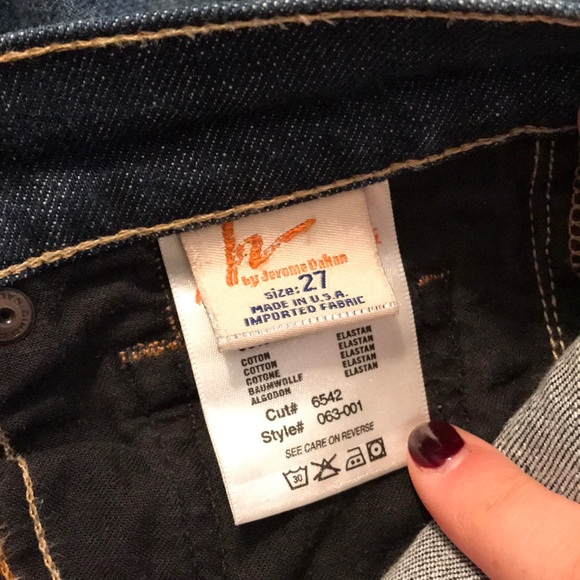 h
by Jerome Dahan
size: 27
MADE IN U.S.A.
IMPORTED FABRIC
COTON ELASTAN
COTTON ELASTAN
COTONE ELASTAN
BAUMWOLLE ELASTAN
ALGODON ELASTAN
Cut# 6542
Style# 063-001
SEE CARE ON REVERSE
30